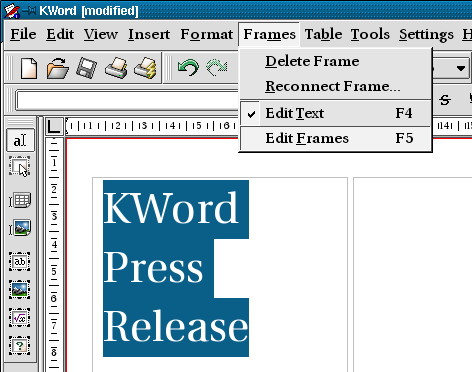 KWord [modified]
File Edit View Insert Format Frames Table Tools Settings H
Delete Frame
Reconnect Frame...
Edit Text F4
Edit Frames F5
KWord
Press
Release